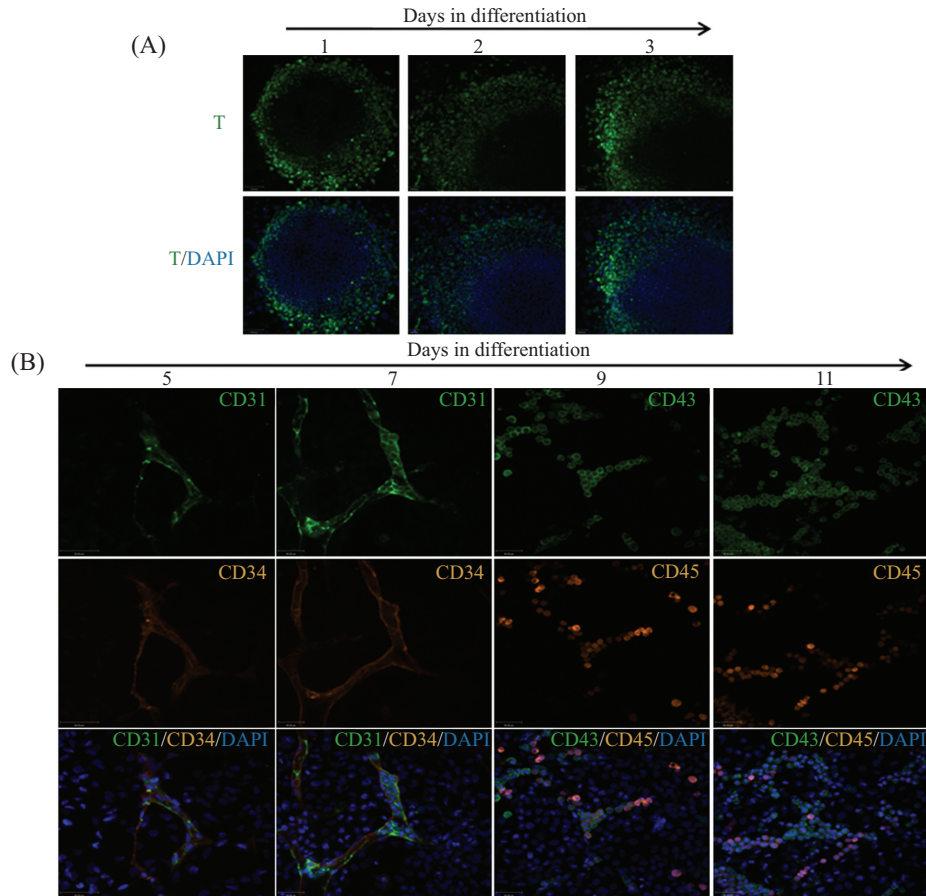 Days in differentiation
(A)
1 2 3
T
T/DAPI
Days in differentiation
(B)
5 7 9 11
CD31 CD31 CD43 CD43
CD34 CD34 CD45 CD45
CD31/CD34/DAPI CD31/CD34/DAPI CD43/CD45/DAPI CD43/CD45/DAPI